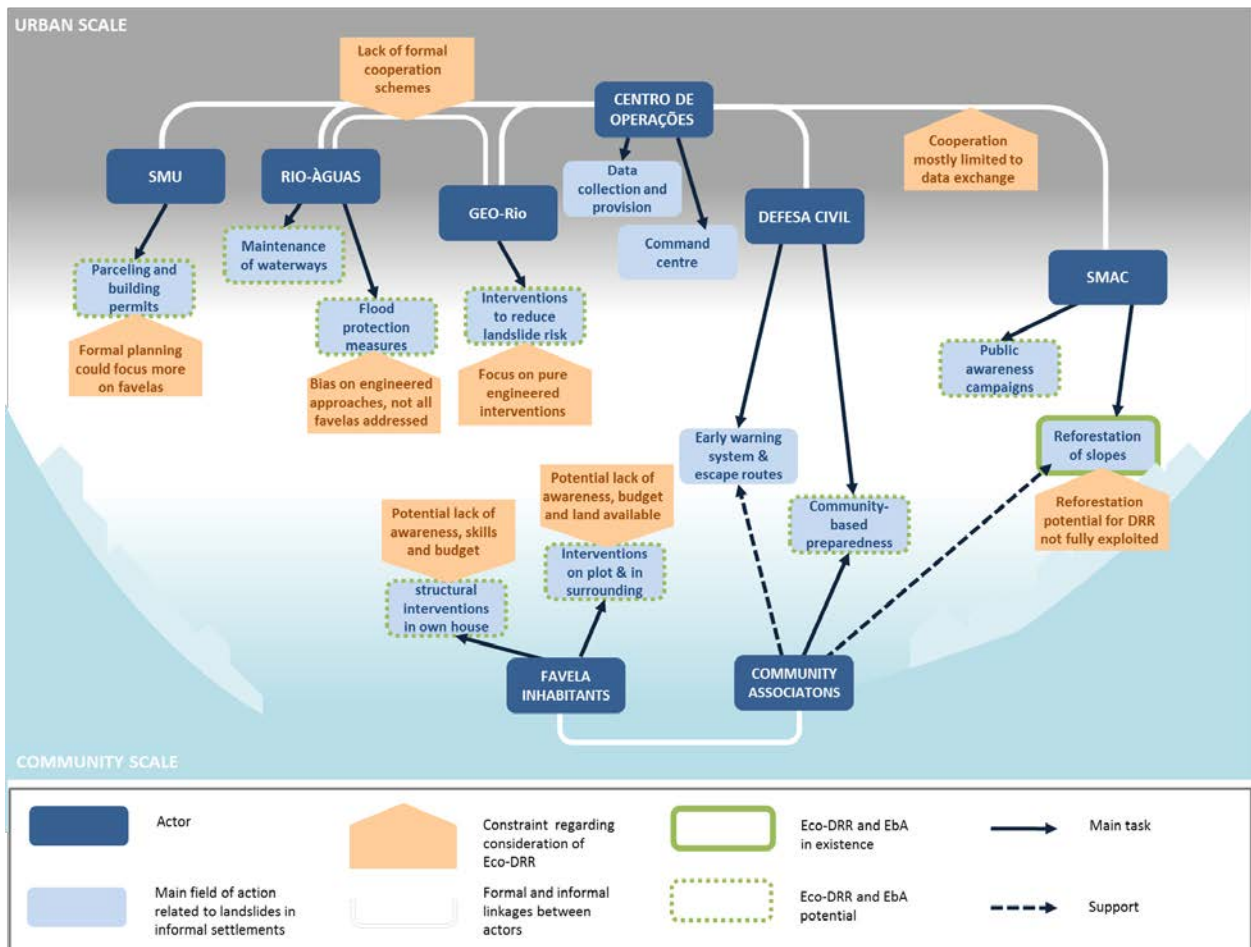 URBAN SCALE
Lack of formal
cooperation
schemes
CENTRO DE
OPERAÇÕES
Cooperation
mostly limited to
data exchange
SMU
RIO-ÀGUAS
GEO-Rio
Data
collection and
provision
Command
centre
DEFESA CIVIL
SMAC
Parceling and
building
permits
Maintenance
of waterways
Flood
protection
measures
Interventions
to reduce
landslide risk
Public
awareness
campaigns
Formal planning
could focus more
on favelas
Bias on engineered
approaches, not all
favelas addressed
Focus on pure
engineered
interventions
Early warning
system &
escape routes
Reforestation
of slopes
Potential lack of
awareness, skills
and budget
Potential lack of
awareness, budget
and land available
Community-
based
preparedness
Reforestation
potential for DRR
not fully exploited
structural
interventions
in own house
Interventions
on plot & in
surrounding
FAVELA
INHABITANTS
COMMUNITY
ASSOCIATONS
COMMUNITY SCALE
Actor
Constraint regarding
consideration of
Eco-DRR
Eco-DRR and EbA
in existence
Main task
Main field of action
related to landslides in
informal settlements
Formal and informal
linkages between
actors
Eco-DRR and EbA
potential
Support